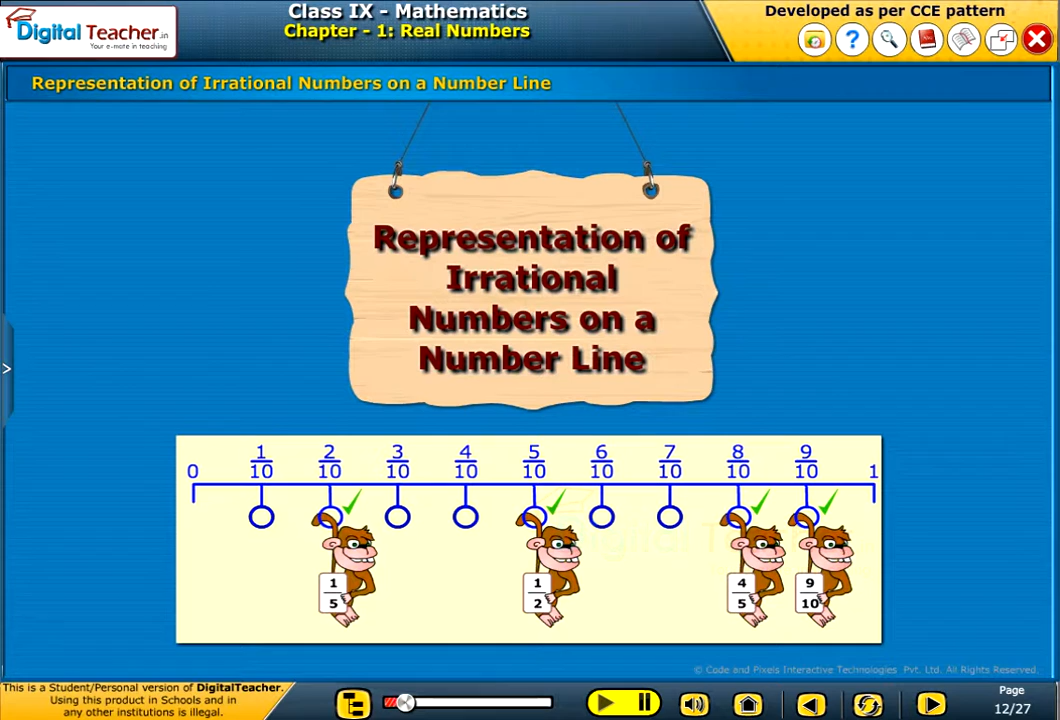 Digital Teacher.in
Your e-mate in teaching
Class IX - Mathematics
Chapter - 1: Real Numbers
Developed as per CCE pattern
?
Representation of Irrational Numbers on a Number Line
Representation of
Irrational
Numbers on a
Number Line
>
0 1/10 2/10 3/10 4/10 5/10 6/10 7/10 8/10 9/10 1
1/5 1/2 4/5 9/10
© Code and Pixels Interactive Technologies Pvt. Ltd. All Rights Reserved.
This is a Student/Personal version of DigitalTeacher.
Using this product in Schools and in
any other institutions is illegal.
Page
12/27